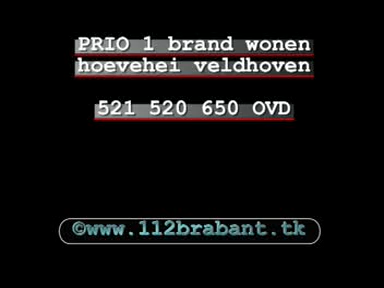 PRIO 1 brand wonen
hoevehei veldhoven
521 520 650 OVD
©www.112brabant.tk